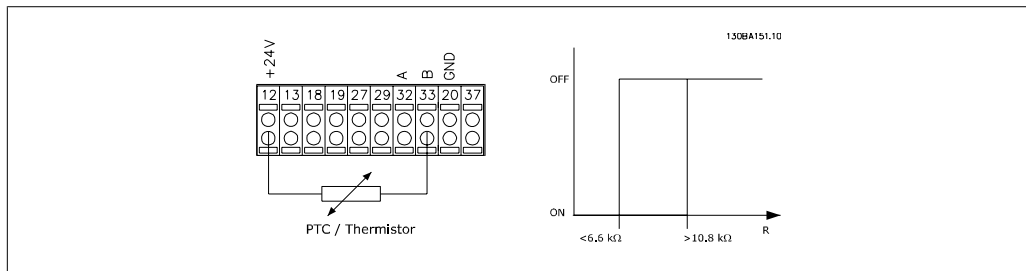 130BA151.10
+24V
A
B
GND
12 13 18 19 27 29 32 33 20 37
PTC / Thermistor
OFF
ON
<6.6 kΩ
>10.8 kΩ
R